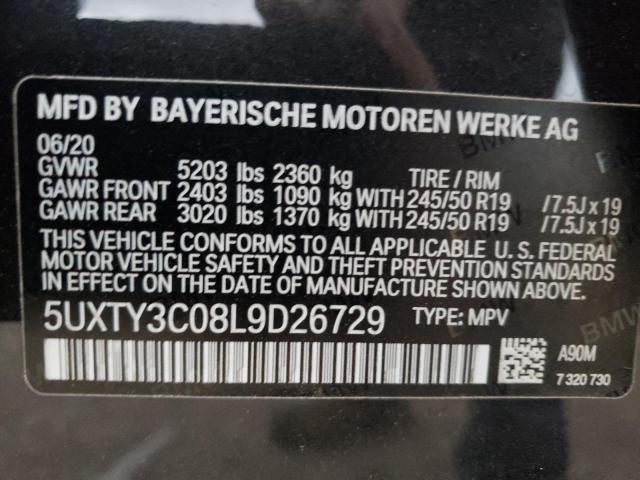 MFD BY BAYERISCHE MOTOREN WERKE AG
06/20
GVWR 5203 lbs 2360 kg TIRE / RIM
GAWR FRONT 2403 lbs 1090 kg WITH 245/50 R19 /7.5J x 19
GAWR REAR 3020 lbs 1370 kg WITH 245/50 R19 /7.5J x 19
THIS VEHICLE CONFORMS TO ALL APPLICABLE U. S. FEDERAL
MOTOR VEHICLE SAFETY AND THEFT PREVENTION STANDARDS
IN EFFECT ON THE DATE OF MANUFACTURE SHOWN ABOVE.
5UXTY3C08L9D26729 TYPE: MPV
A90M
7 320 730